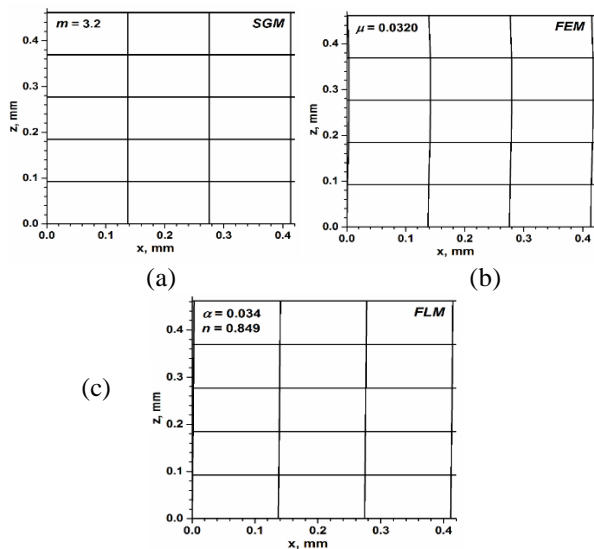 m = 3.2 SGM
0.4
0.3
0.2
0.1
0.0
z, mm
0.0 0.1 0.2 0.3 0.4
x, mm
(a)
μ = 0.0320 FEM
0.4
0.3
0.2
0.1
0.0
z, mm
0.0 0.1 0.2 0.3 0.4
x, mm
(b)
(c)
α = 0.034 FLM
n = 0.849
0.4
0.3
0.2
0.1
0.0
z, mm
0.0 0.1 0.2 0.3 0.4
x, mm